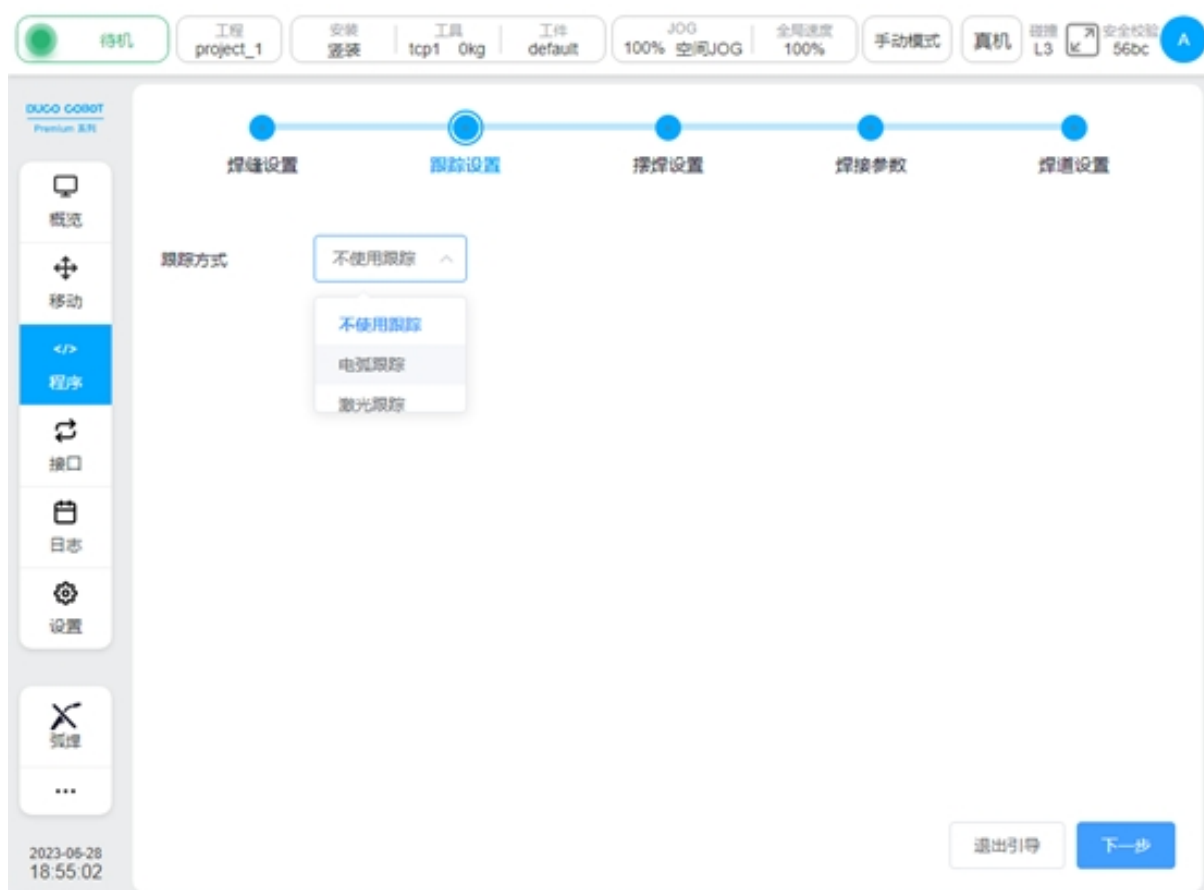 待机
工程
project_1
安装
竖装
工具
tcp1 0kg
工件
default
JOG
100% 空间JOG
全局速度
100%
手动模式
真机
碰撞
L3
安全校验
56bc
A
DUCO COBOT
Premium 系列
焊缝设置
跟踪设置
摆焊设置
焊接参数
焊道设置
概览
移动
</>
程序
接口
日志
设置
弧焊
跟踪方式
不使用跟踪
不使用跟踪
电弧跟踪
激光跟踪
退出引导
下一步
2023-06-28
18:55:02